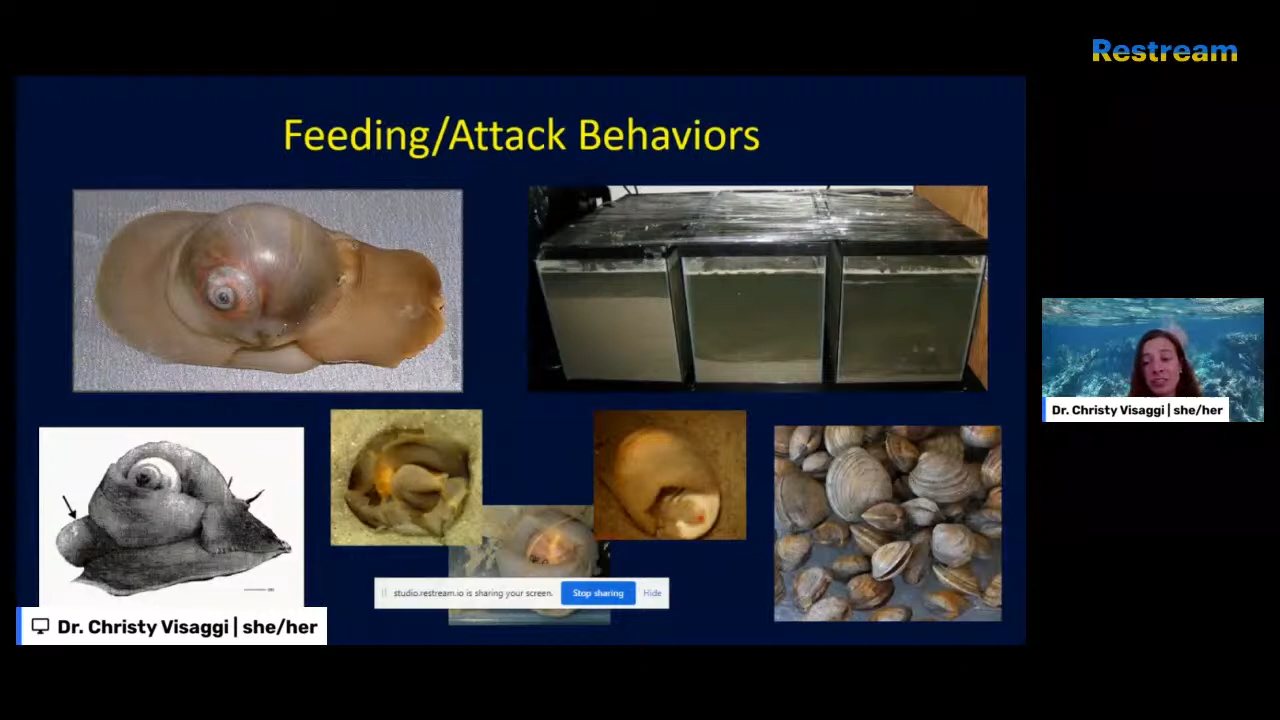 Restream
Feeding/Attack Behaviors
studio.restream.io is sharing your screen.
Stop sharing
Hide
Dr. Christy Visaggi | she/her
Dr. Christy Visaggi | she/her